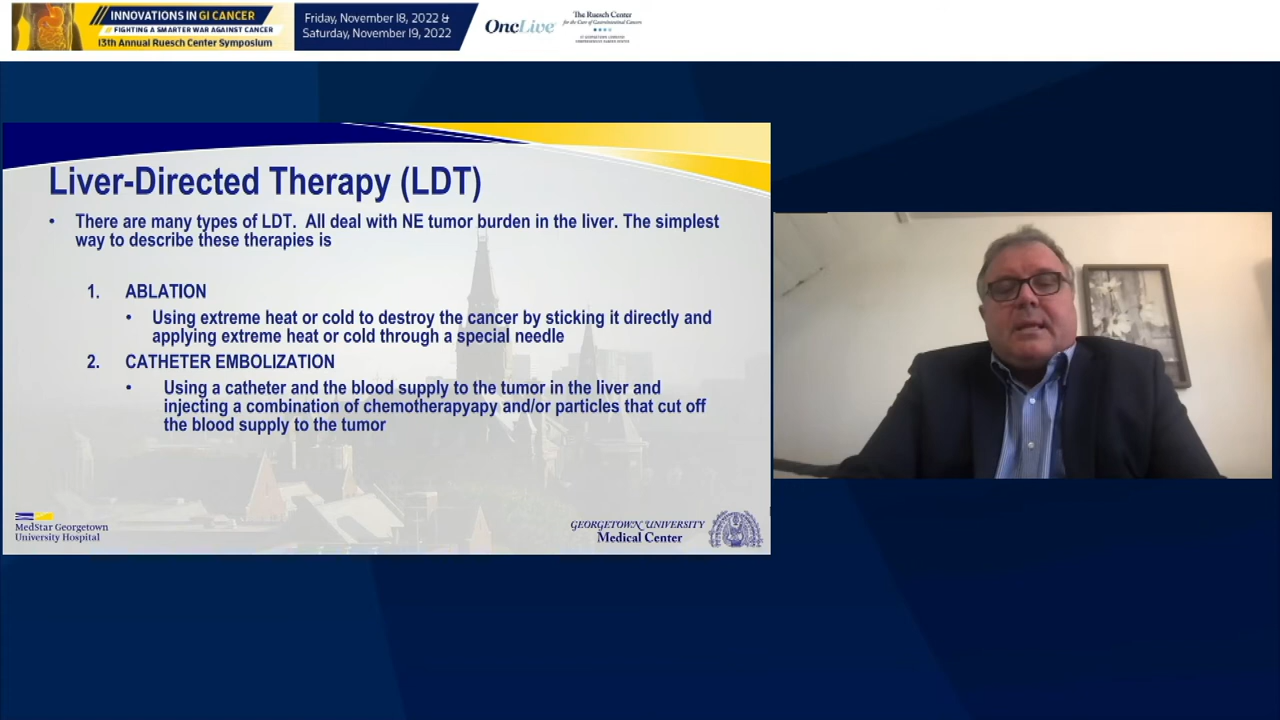 INNOVATIONS IN GI CANCER
FIGHTING A SMARTER WAR AGAINST CANCER
13th Annual Ruesch Center Symposium
Friday, November 18, 2022 &
Saturday, November 19, 2022
OncLive
The Ruesch Center
for the Cure of Gastrointestinal Cancers
Liver-Directed Therapy (LDT)
• There are many types of LDT. All deal with NE tumor burden in the liver. The simplest
way to describe these therapies is
1. ABLATION
• Using extreme heat or cold to destroy the cancer by sticking it directly and
applying extreme heat or cold through a special needle
2. CATHETER EMBOLIZATION
• Using a catheter and the blood supply to the tumor in the liver and
injecting a combination of chemotherapyapy and/or particles that cut off
the blood supply to the tumor
MedStar Georgetown
University Hospital
GEORGETOWN UNIVERSITY
Medical Center